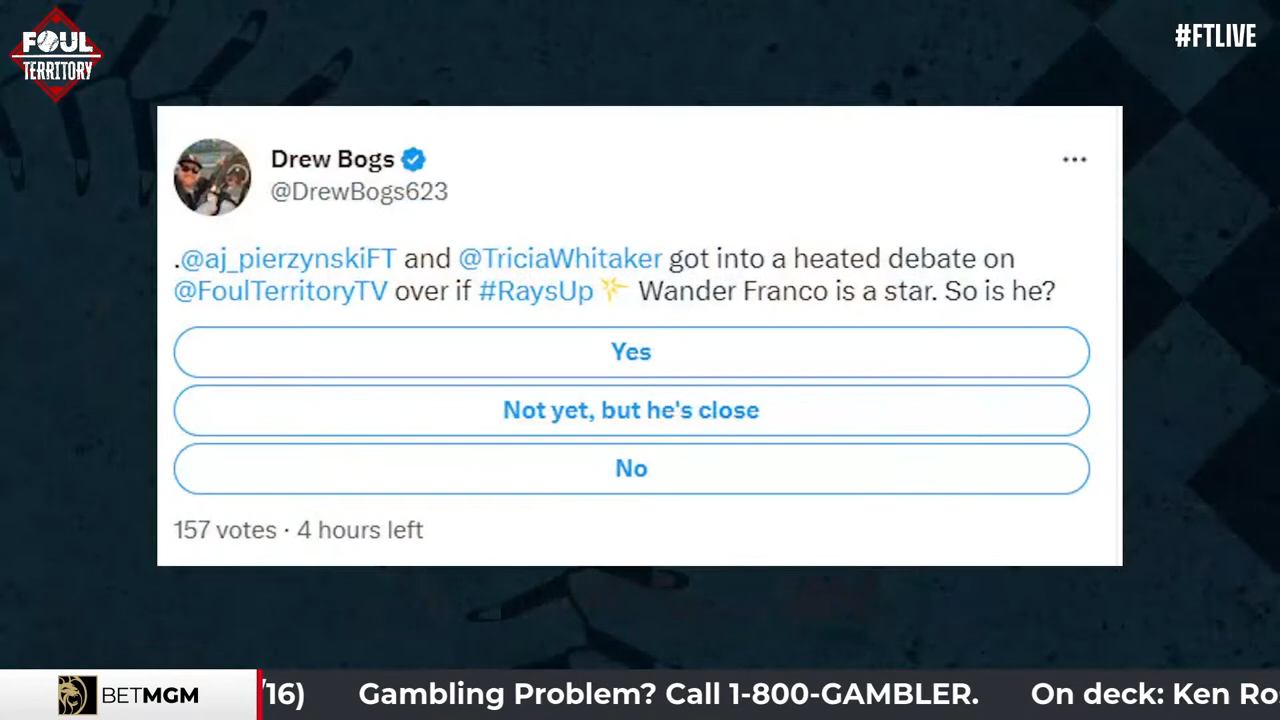 FOUL
TERRITORY
#FTLIVE
Drew Bogs
@DrewBogs623
.@aj_pierzynskiFT and @TriciaWhitaker got into a heated debate on
@FoulTerritoryTV over if #RaysUp Wander Franco is a star. So is he?
Yes
Not yet, but he's close
No
157 votes · 4 hours left
BETMGM
/16) Gambling Problem? Call 1-800-GAMBLER. On deck: Ken Ro